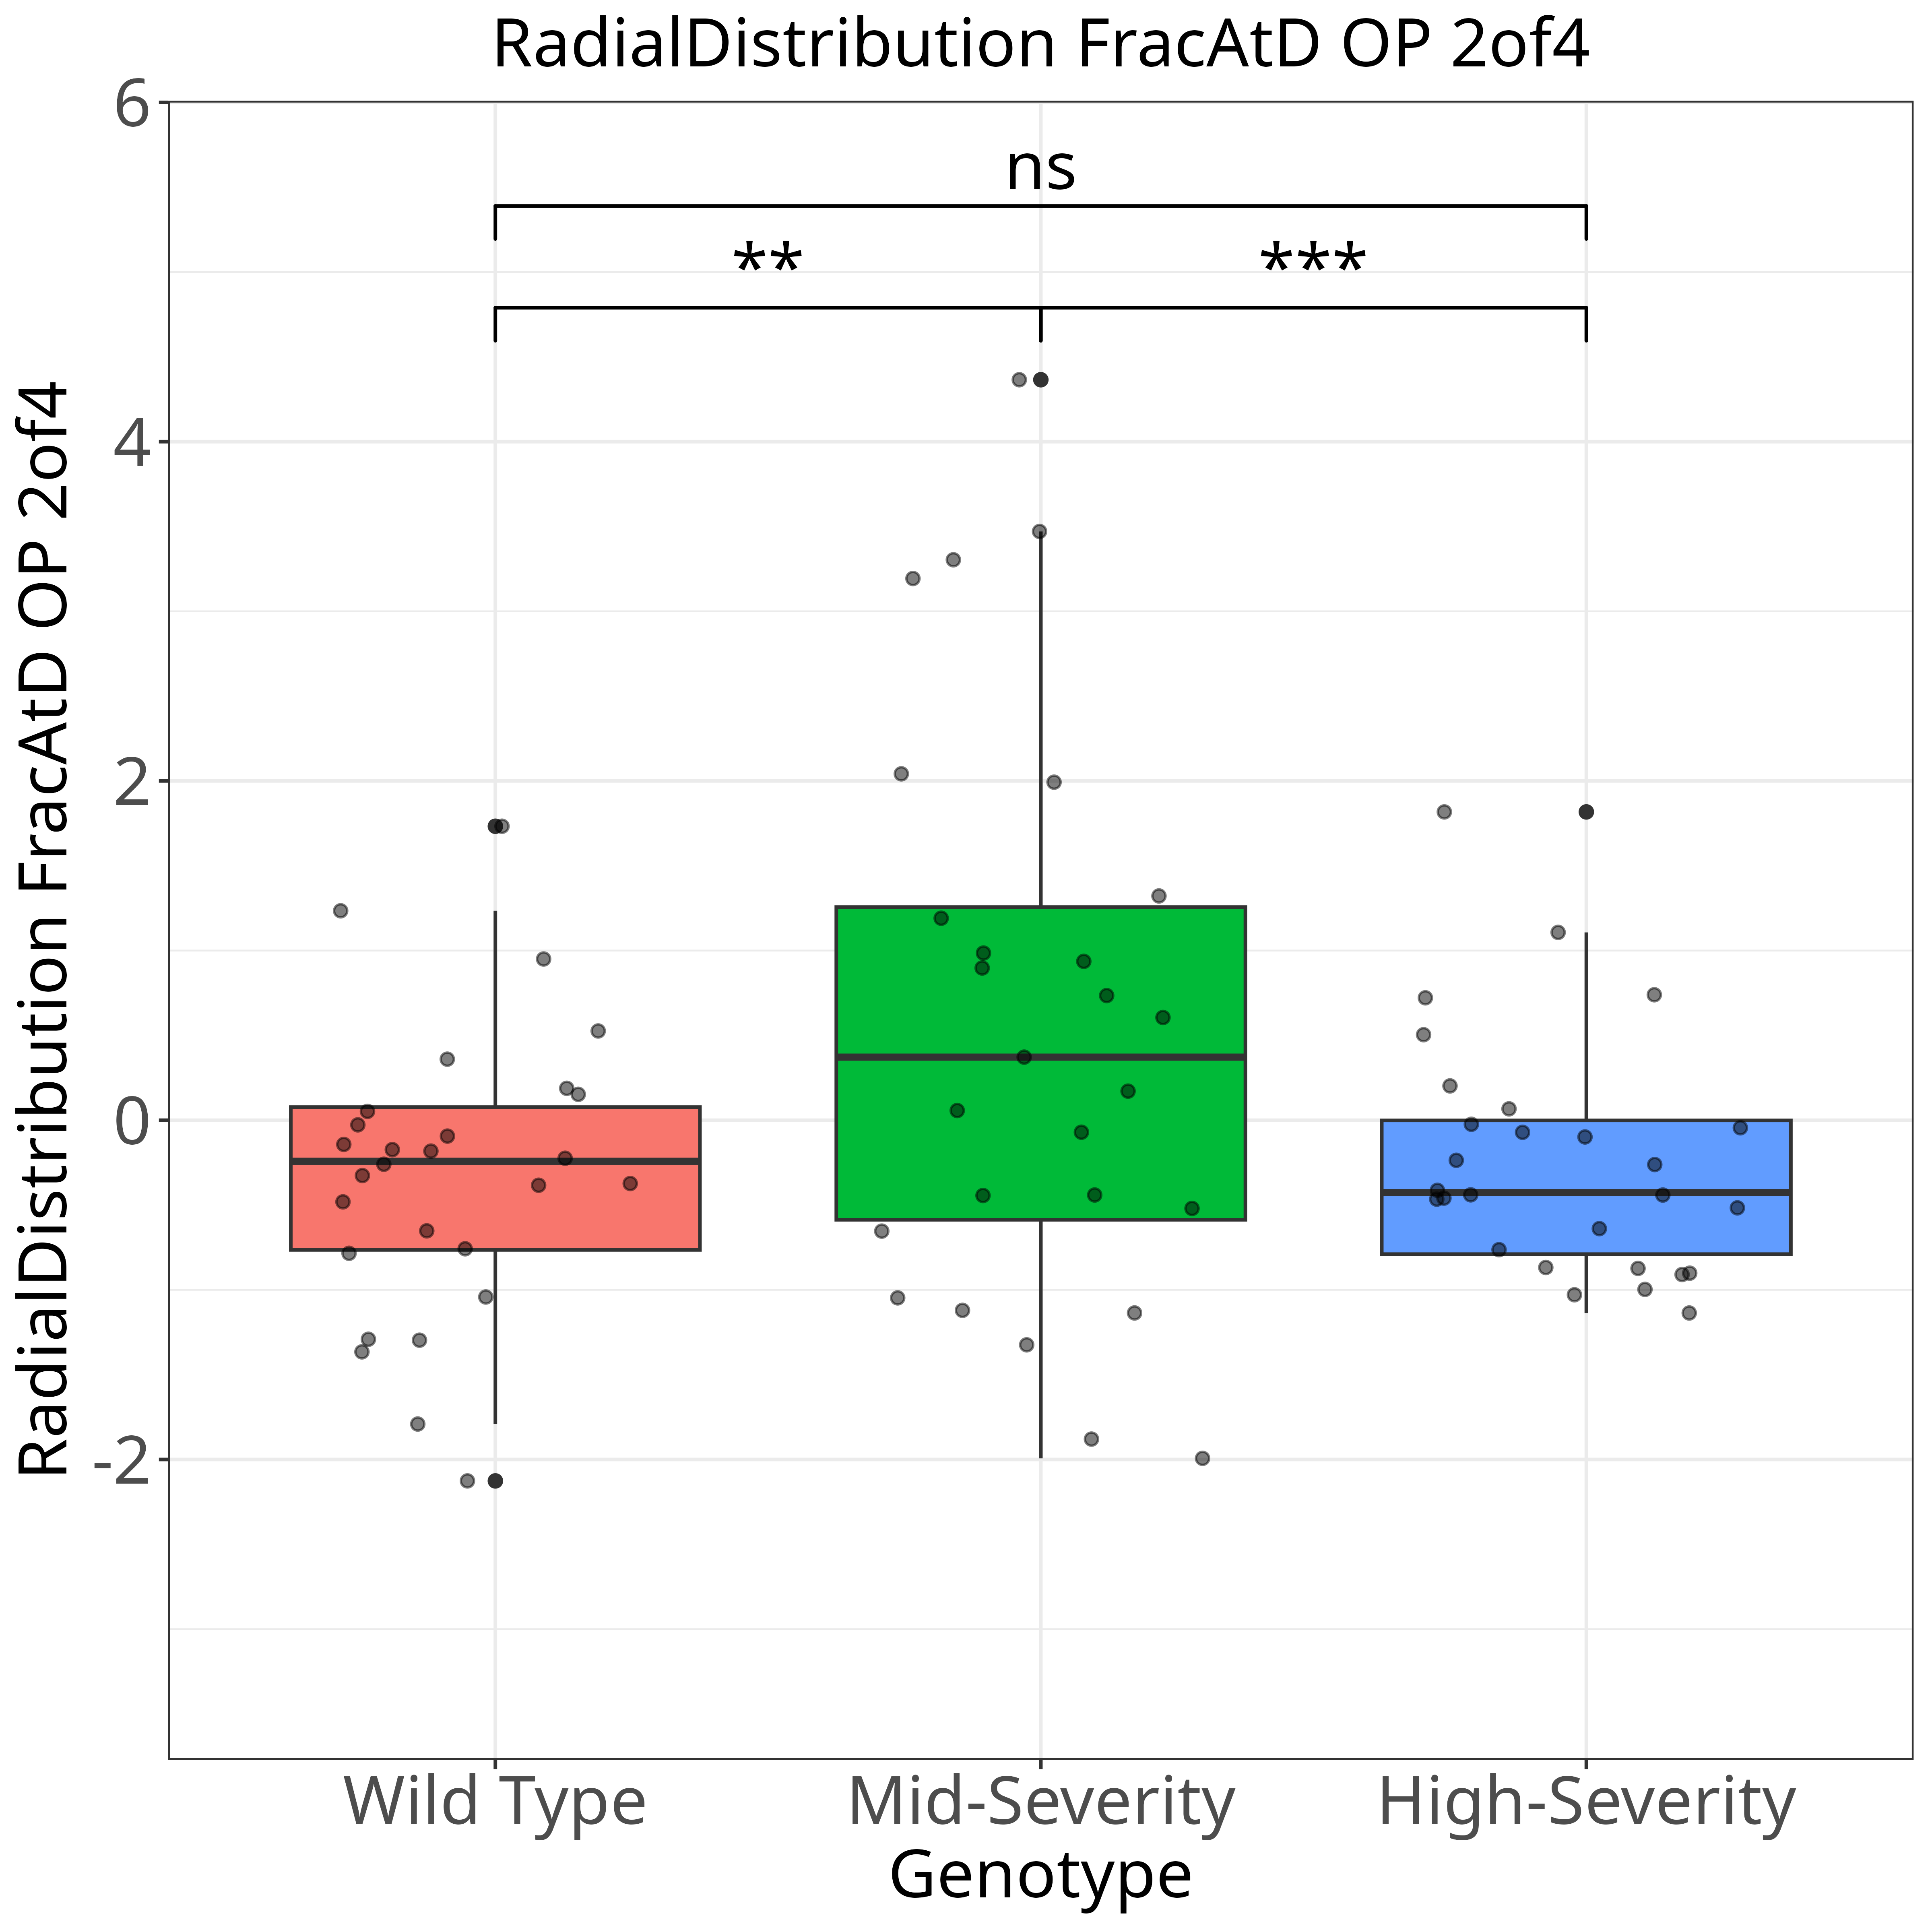 RadialDistribution FracAtD OP 2of4
RadialDistribution FracAtD OP 2of4
6
4
2
0
-2
ns
** ***
Wild Type Mid-Severity High-Severity
Genotype